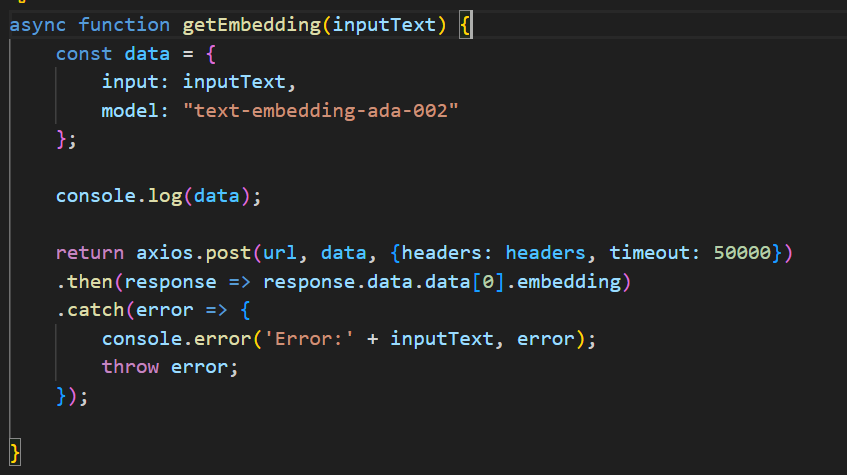 async function getEmbedding(inputText) {
    const data = {
        input: inputText,
        model: "text-embedding-ada-002"
    };
    console.log(data);
    return axios.post(url, data, {headers: headers, timeout: 50000})
    .then(response => response.data.data[0].embedding)
    .catch(error => {
        console.error('Error:' + inputText, error);
        throw error;
    });
}